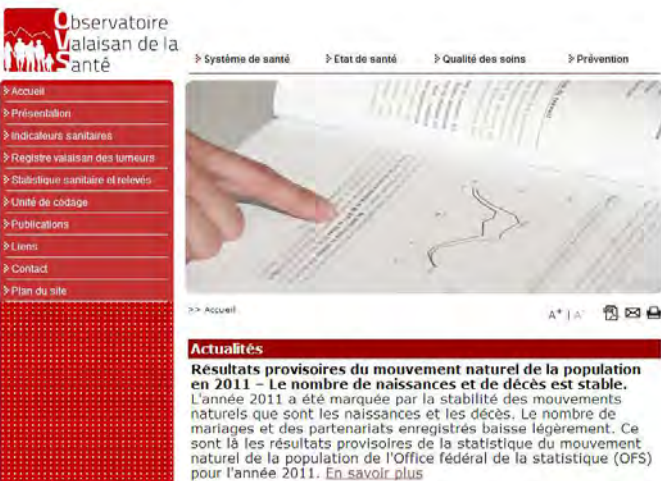 Observatoire
Valaisan de la
Santé
Système de santé
Etat de santé
Qualité des soins
Prévention
Accueil
Présentation
Indicateurs sanitaires
Registre valaisan des tumeurs
Statistique sanitaire et relevés
Unité de codage
Publications
Liens
Contact
Plan du site
>> Accueil
A+ | A-
Actualités
Résultats provisoires du mouvement naturel de la population
en 2011 – Le nombre de naissances et de décès est stable.
L'année 2011 a été marquée par la stabilité des mouvements
naturels que sont les naissances et les décès. Le nombre de
mariages et des partenariats enregistrés baisse légèrement. Ce
sont là les résultats provisoires de la statistique du mouvement
naturel de la population de l'Office fédéral de la statistique (OFS)
pour l'année 2011. En savoir plus